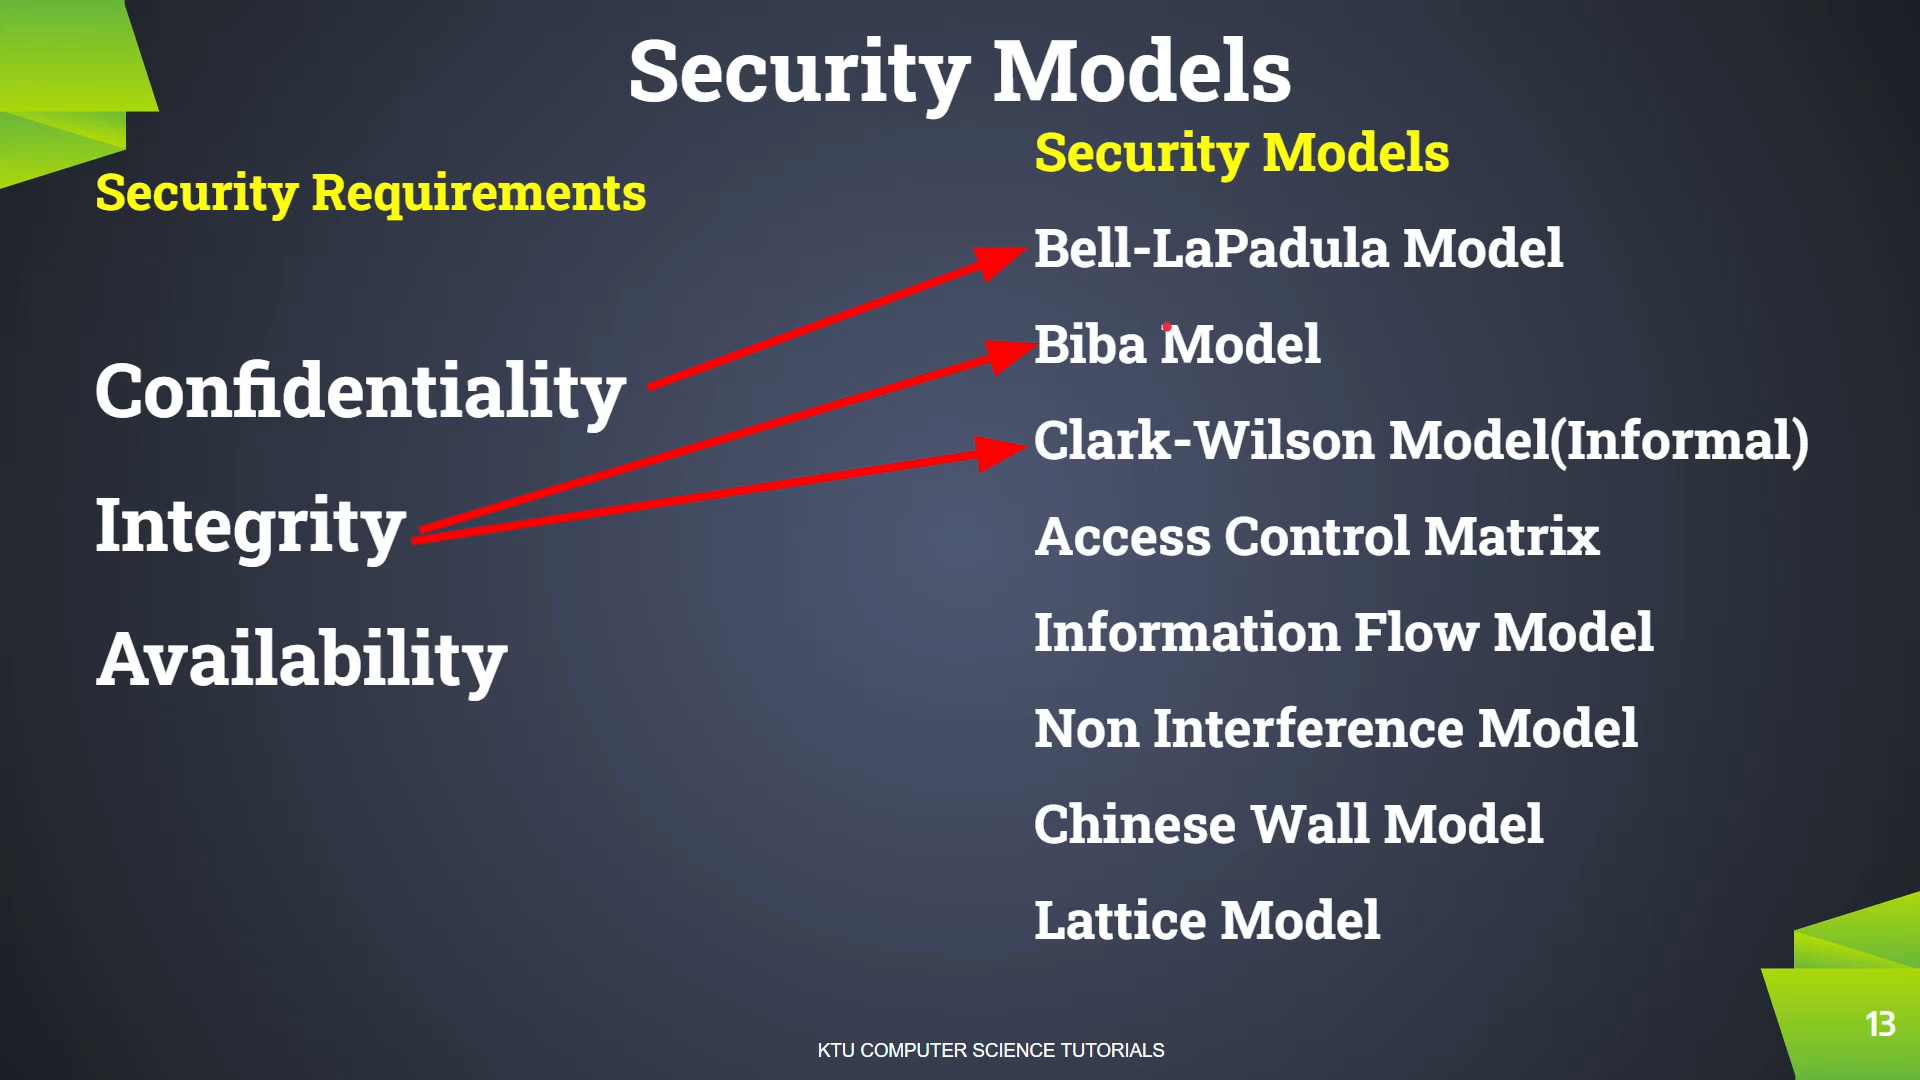 Security Models
Security Requirements
Confidentiality
Integrity
Availability
Security Models
Bell-LaPadula Model
Biba Model
Clark-Wilson Model(Informal)
Access Control Matrix
Information Flow Model
Non Interference Model
Chinese Wall Model
Lattice Model
KTU COMPUTER SCIENCE TUTORIALS
13